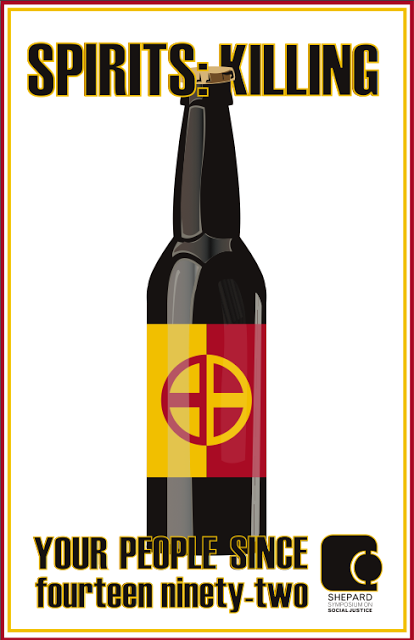 SPIRITS: KILLING
YOUR PEOPLE SINCE
fourteen ninety-two
SHEPARD
SYMPOSIUM ON
SOCIAL JUSTICE